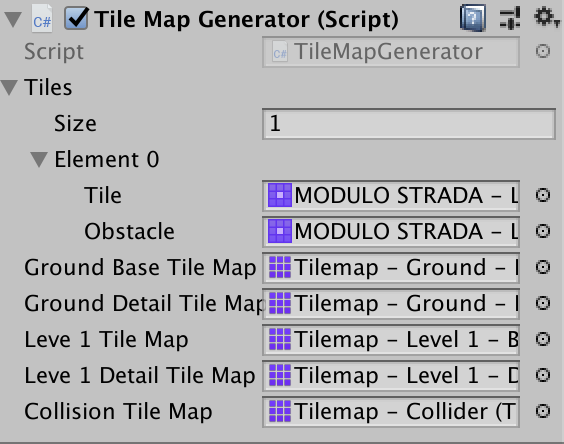 Tile Map Generator (Script)
Script TileMapGenerator
Tiles
Size 1
Element 0
Tile MODULO STRADA – L
Obstacle MODULO STRADA – L
Ground Base Tile Map Tilemap – Ground –
Ground Detail Tile Map Tilemap – Ground –
Leve 1 Tile Map Tilemap – Level 1 – B
Leve 1 Detail Tile Map Tilemap – Level 1 – D
Collision Tile Map Tilemap – Collider (T